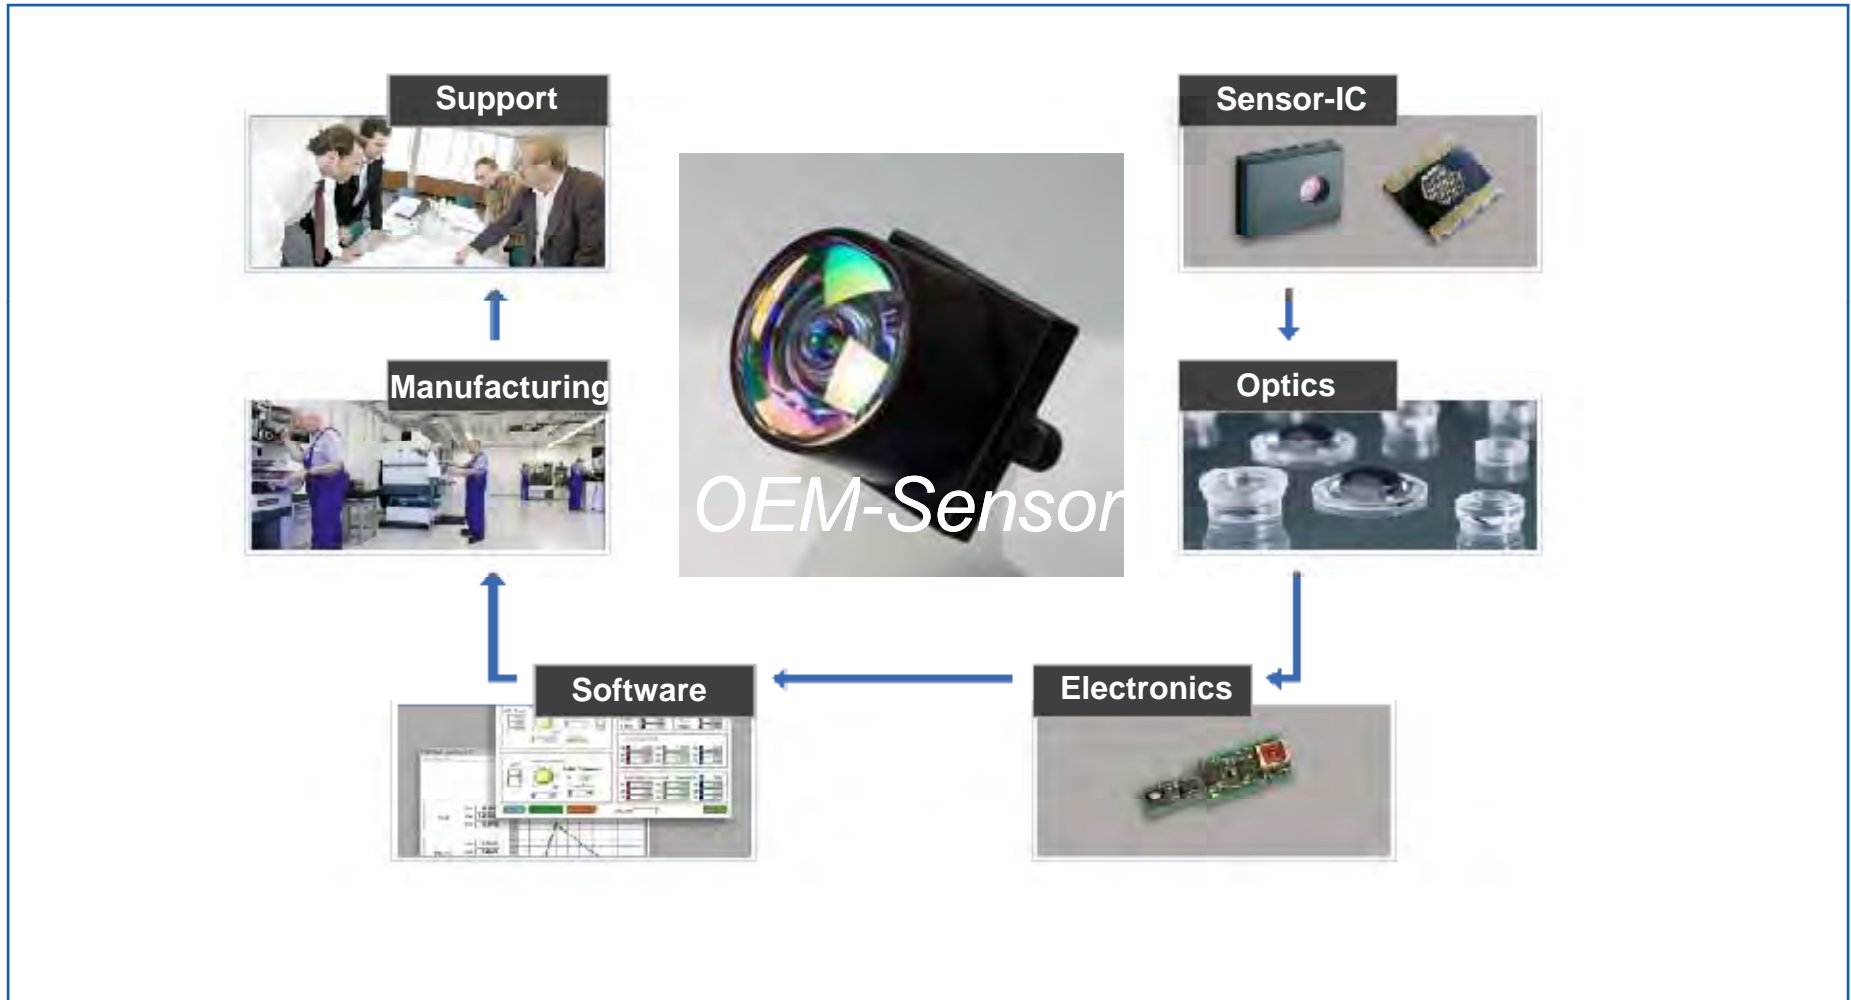 Support
Sensor-IC
Manufacturing
Optics
OEM-Sensor
Software
Electronics